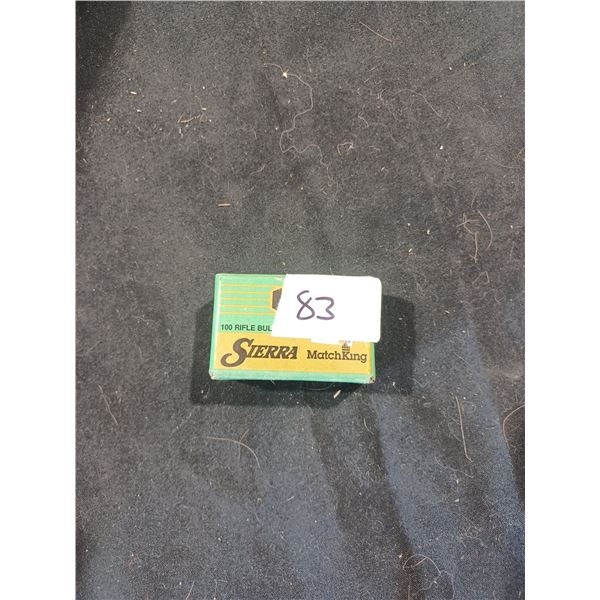 83
100 RIFLE BUL
SIERRA MatchKing